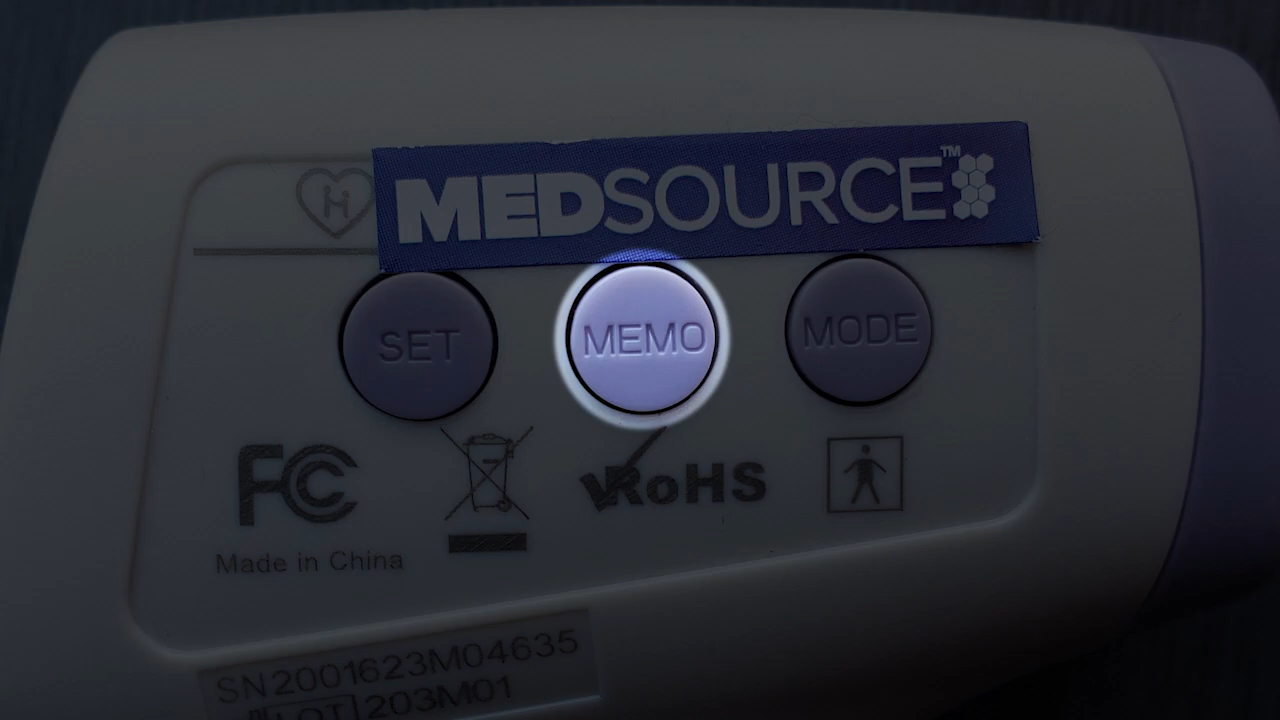 MEDSOURCE™
SET MEMO MODE
FC RoHS
Made in China
SN2001623M04635
LOT 203M01